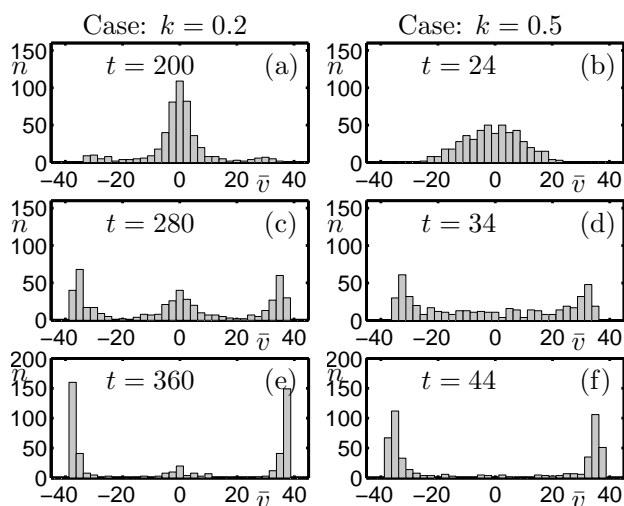 Case: k = 0.2
Case: k = 0.5
150
100
50
0
n
t = 200
(a)
−40 −20 0 20 v̄ 40
150
100
50
0
n
t = 24
(b)
−40 −20 0 20 v̄ 40
150
100
50
0
n
t = 280
(c)
−40 −20 0 20 v̄ 40
150
100
50
0
n
t = 34
(d)
−40 −20 0 20 v̄ 40
200
150
100
50
0
n
t = 360
(e)
−40 −20 0 20 v̄ 40
200
150
100
50
0
n
t = 44
(f)
−40 −20 0 20 v̄ 40